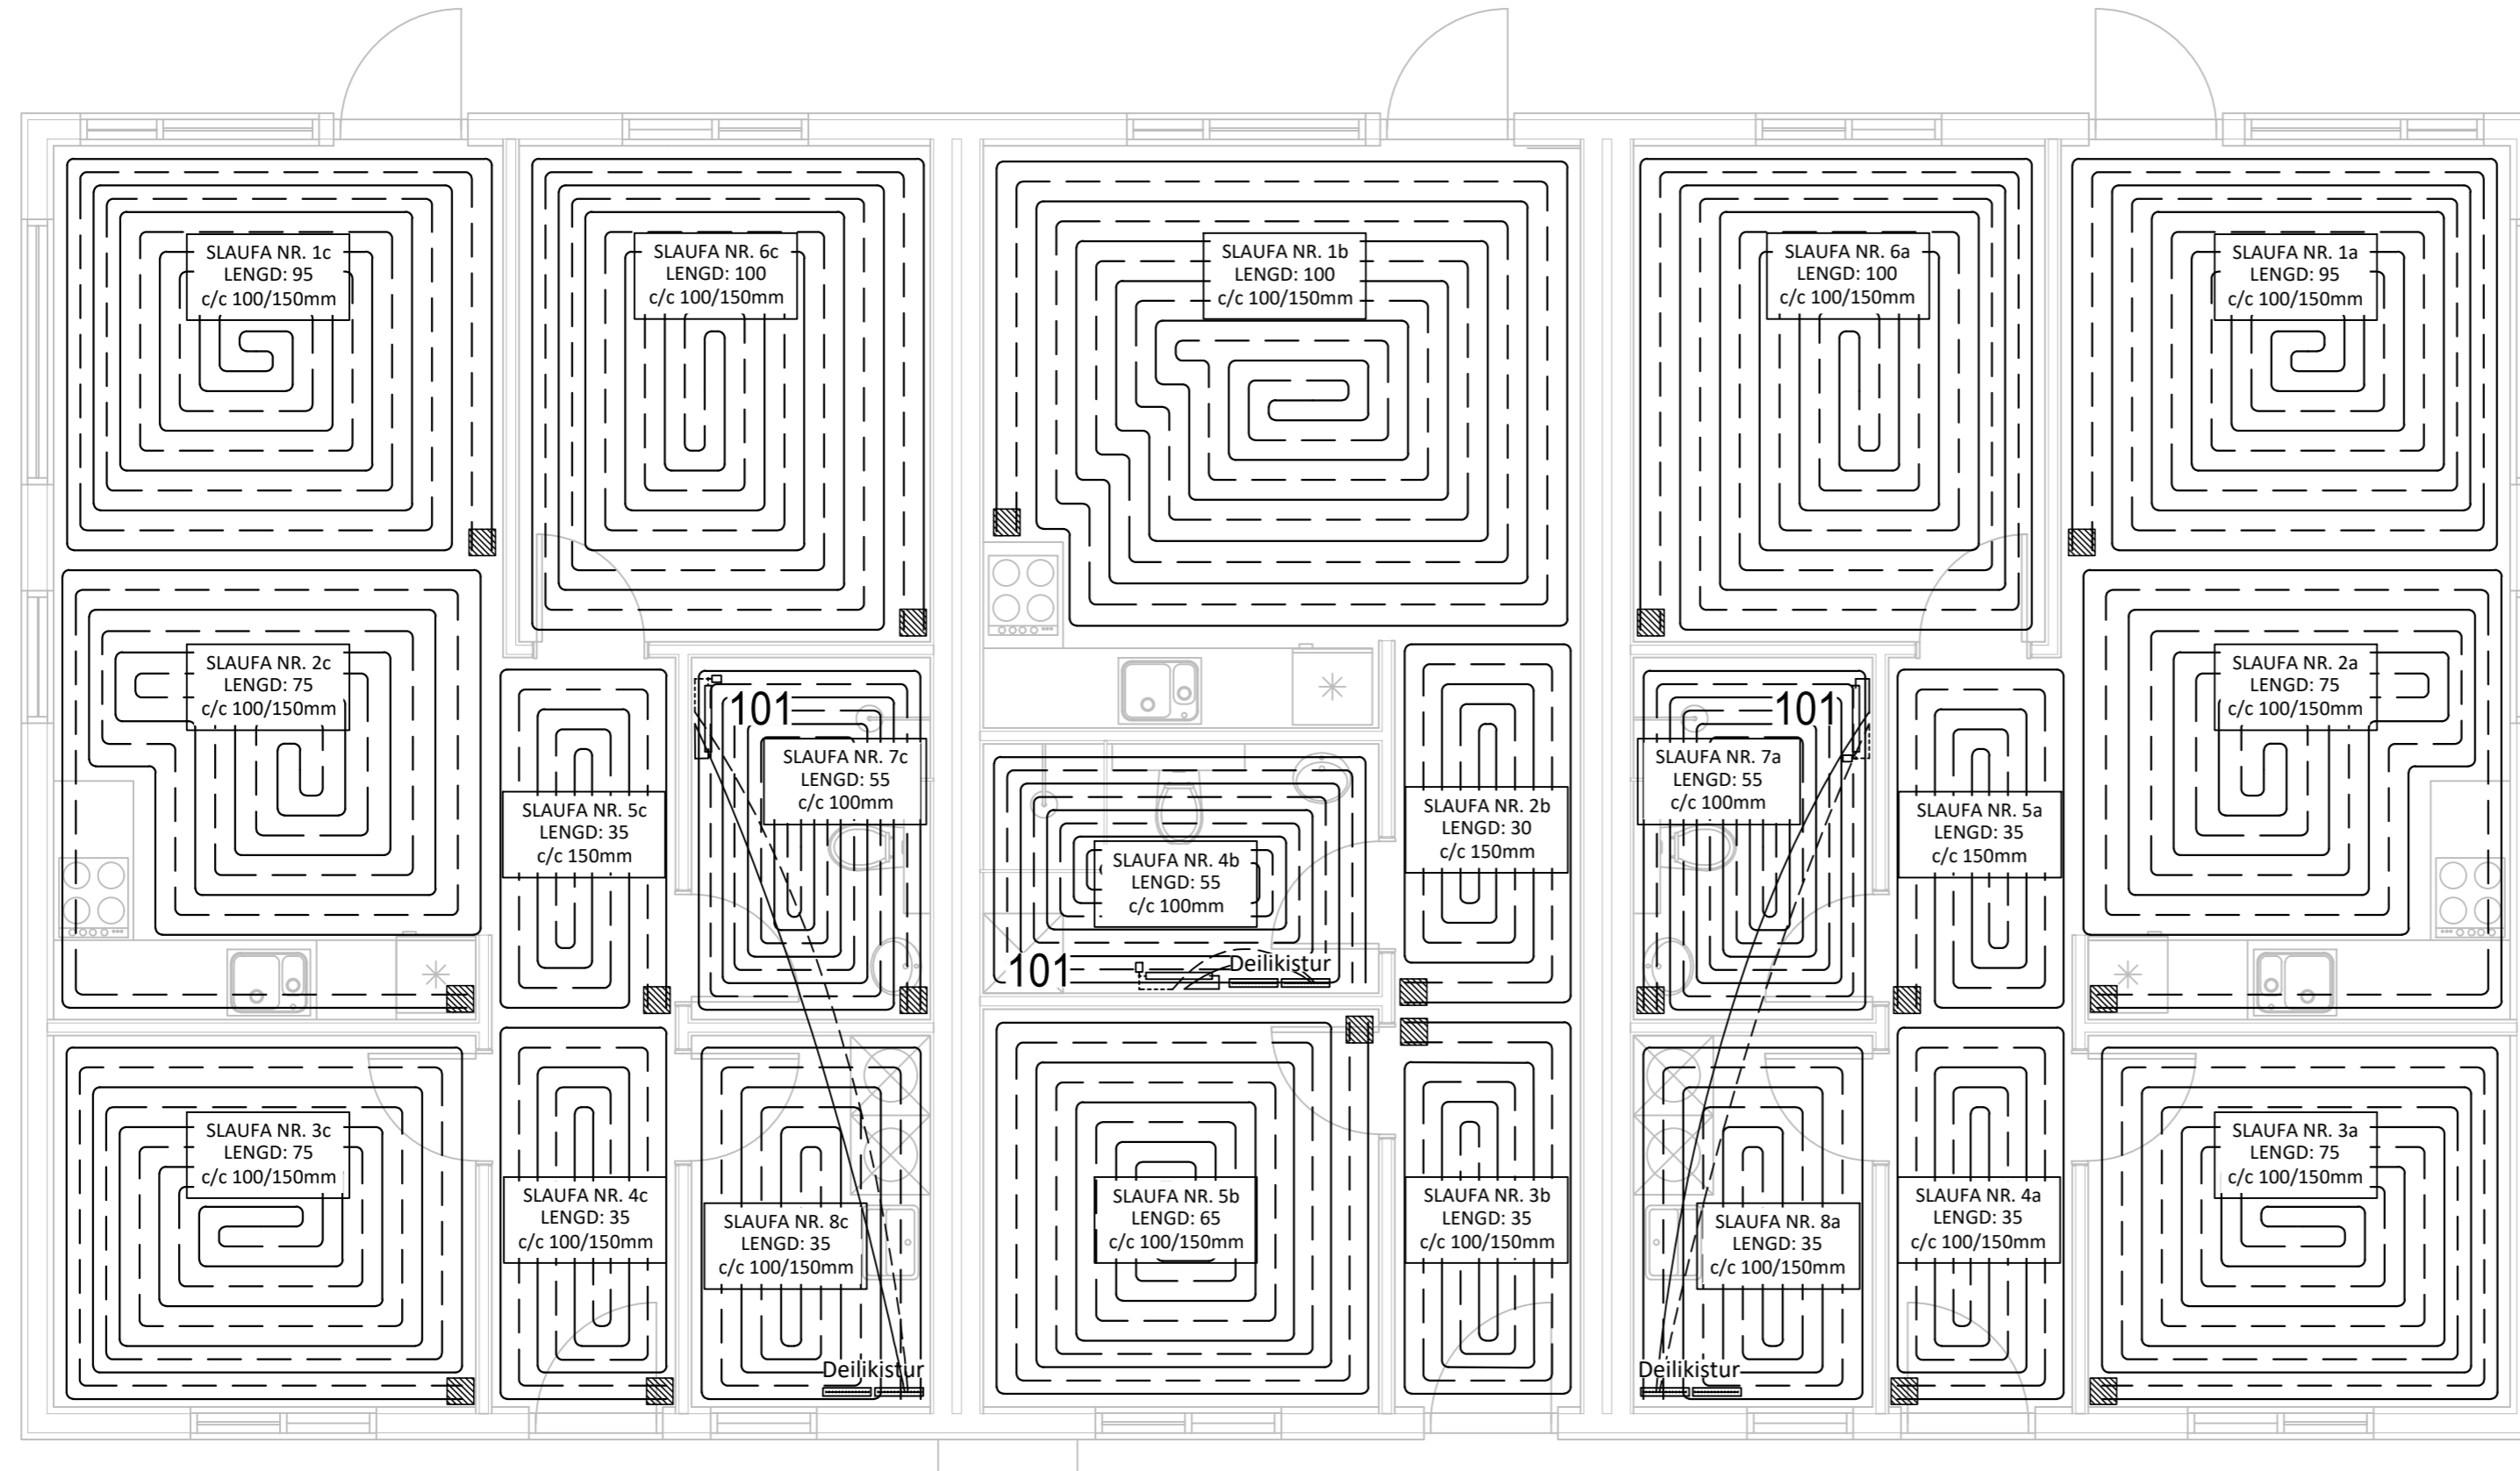 SLAUFA NR. 1c
LENGD: 95
c/c 100/150mm
SLAUFA NR. 6c
LENGD: 100
c/c 100/150mm
SLAUFA NR. 1b
LENGD: 100
c/c 100/150mm
SLAUFA NR. 6a
LENGD: 100
c/c 100/150mm
SLAUFA NR. 1a
LENGD: 95
c/c 100/150mm
SLAUFA NR. 2c
LENGD: 75
c/c 100/150mm
101
SLAUFA NR. 7c
LENGD: 55
c/c 100mm
SLAUFA NR. 5c
LENGD: 35
c/c 150mm
SLAUFA NR. 4b
LENGD: 55
c/c 100mm
101
Deilikistur
SLAUFA NR. 2b
LENGD: 30
c/c 150mm
101
SLAUFA NR. 7a
LENGD: 55
c/c 100mm
SLAUFA NR. 5a
LENGD: 35
c/c 150mm
SLAUFA NR. 2a
LENGD: 75
c/c 100/150mm
SLAUFA NR. 3c
LENGD: 75
c/c 100/150mm
SLAUFA NR. 4c
LENGD: 35
c/c 100/150mm
SLAUFA NR. 8c
LENGD: 35
c/c 100/150mm
Deilikistur
SLAUFA NR. 5b
LENGD: 65
c/c 100/150mm
SLAUFA NR. 3b
LENGD: 35
c/c 100/150mm
SLAUFA NR. 8a
LENGD: 35
c/c 100/150mm
Deilikistur
SLAUFA NR. 4a
LENGD: 35
c/c 100/150mm
SLAUFA NR. 3a
LENGD: 75
c/c 100/150mm